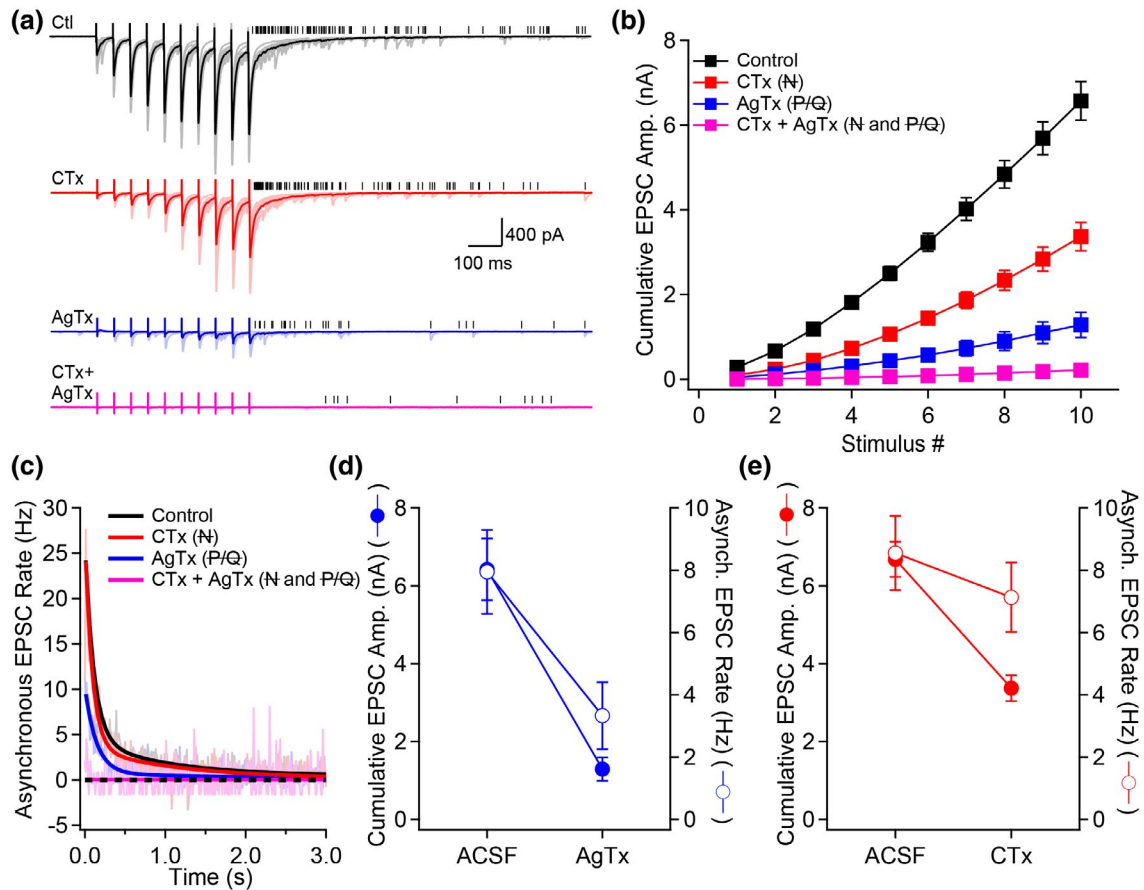 (a)
Ctl
CTx
400 pA
100 ms
AgTx
CTx+
AgTx
(b)
Cumulative EPSC Amp. (nA)
8
6
4
2
0
Control
CTx (N)
AgTx (P/Q)
CTx + AgTx (N and P/Q)
0 2 4 6 8 10
Stimulus #
(c)
Asynchronous EPSC Rate (Hz)
30
25
20
15
10
5
0
-5
Control
CTx (N)
AgTx (P/Q)
CTx + AgTx (N and P/Q)
0.0 1.0 2.0 3.0
Time (s)
(d)
Cumulative EPSC Amp. (nA) ( )
8
6
4
2
0
10
8
6
4
2
0
Asynch. EPSC Rate (Hz) ( )
ACSF AgTx
(e)
Cumulative EPSC Amp. (nA) ( )
8
6
4
2
0
10
8
6
4
2
0
Asynch. EPSC Rate (Hz) ( )
ACSF CTx